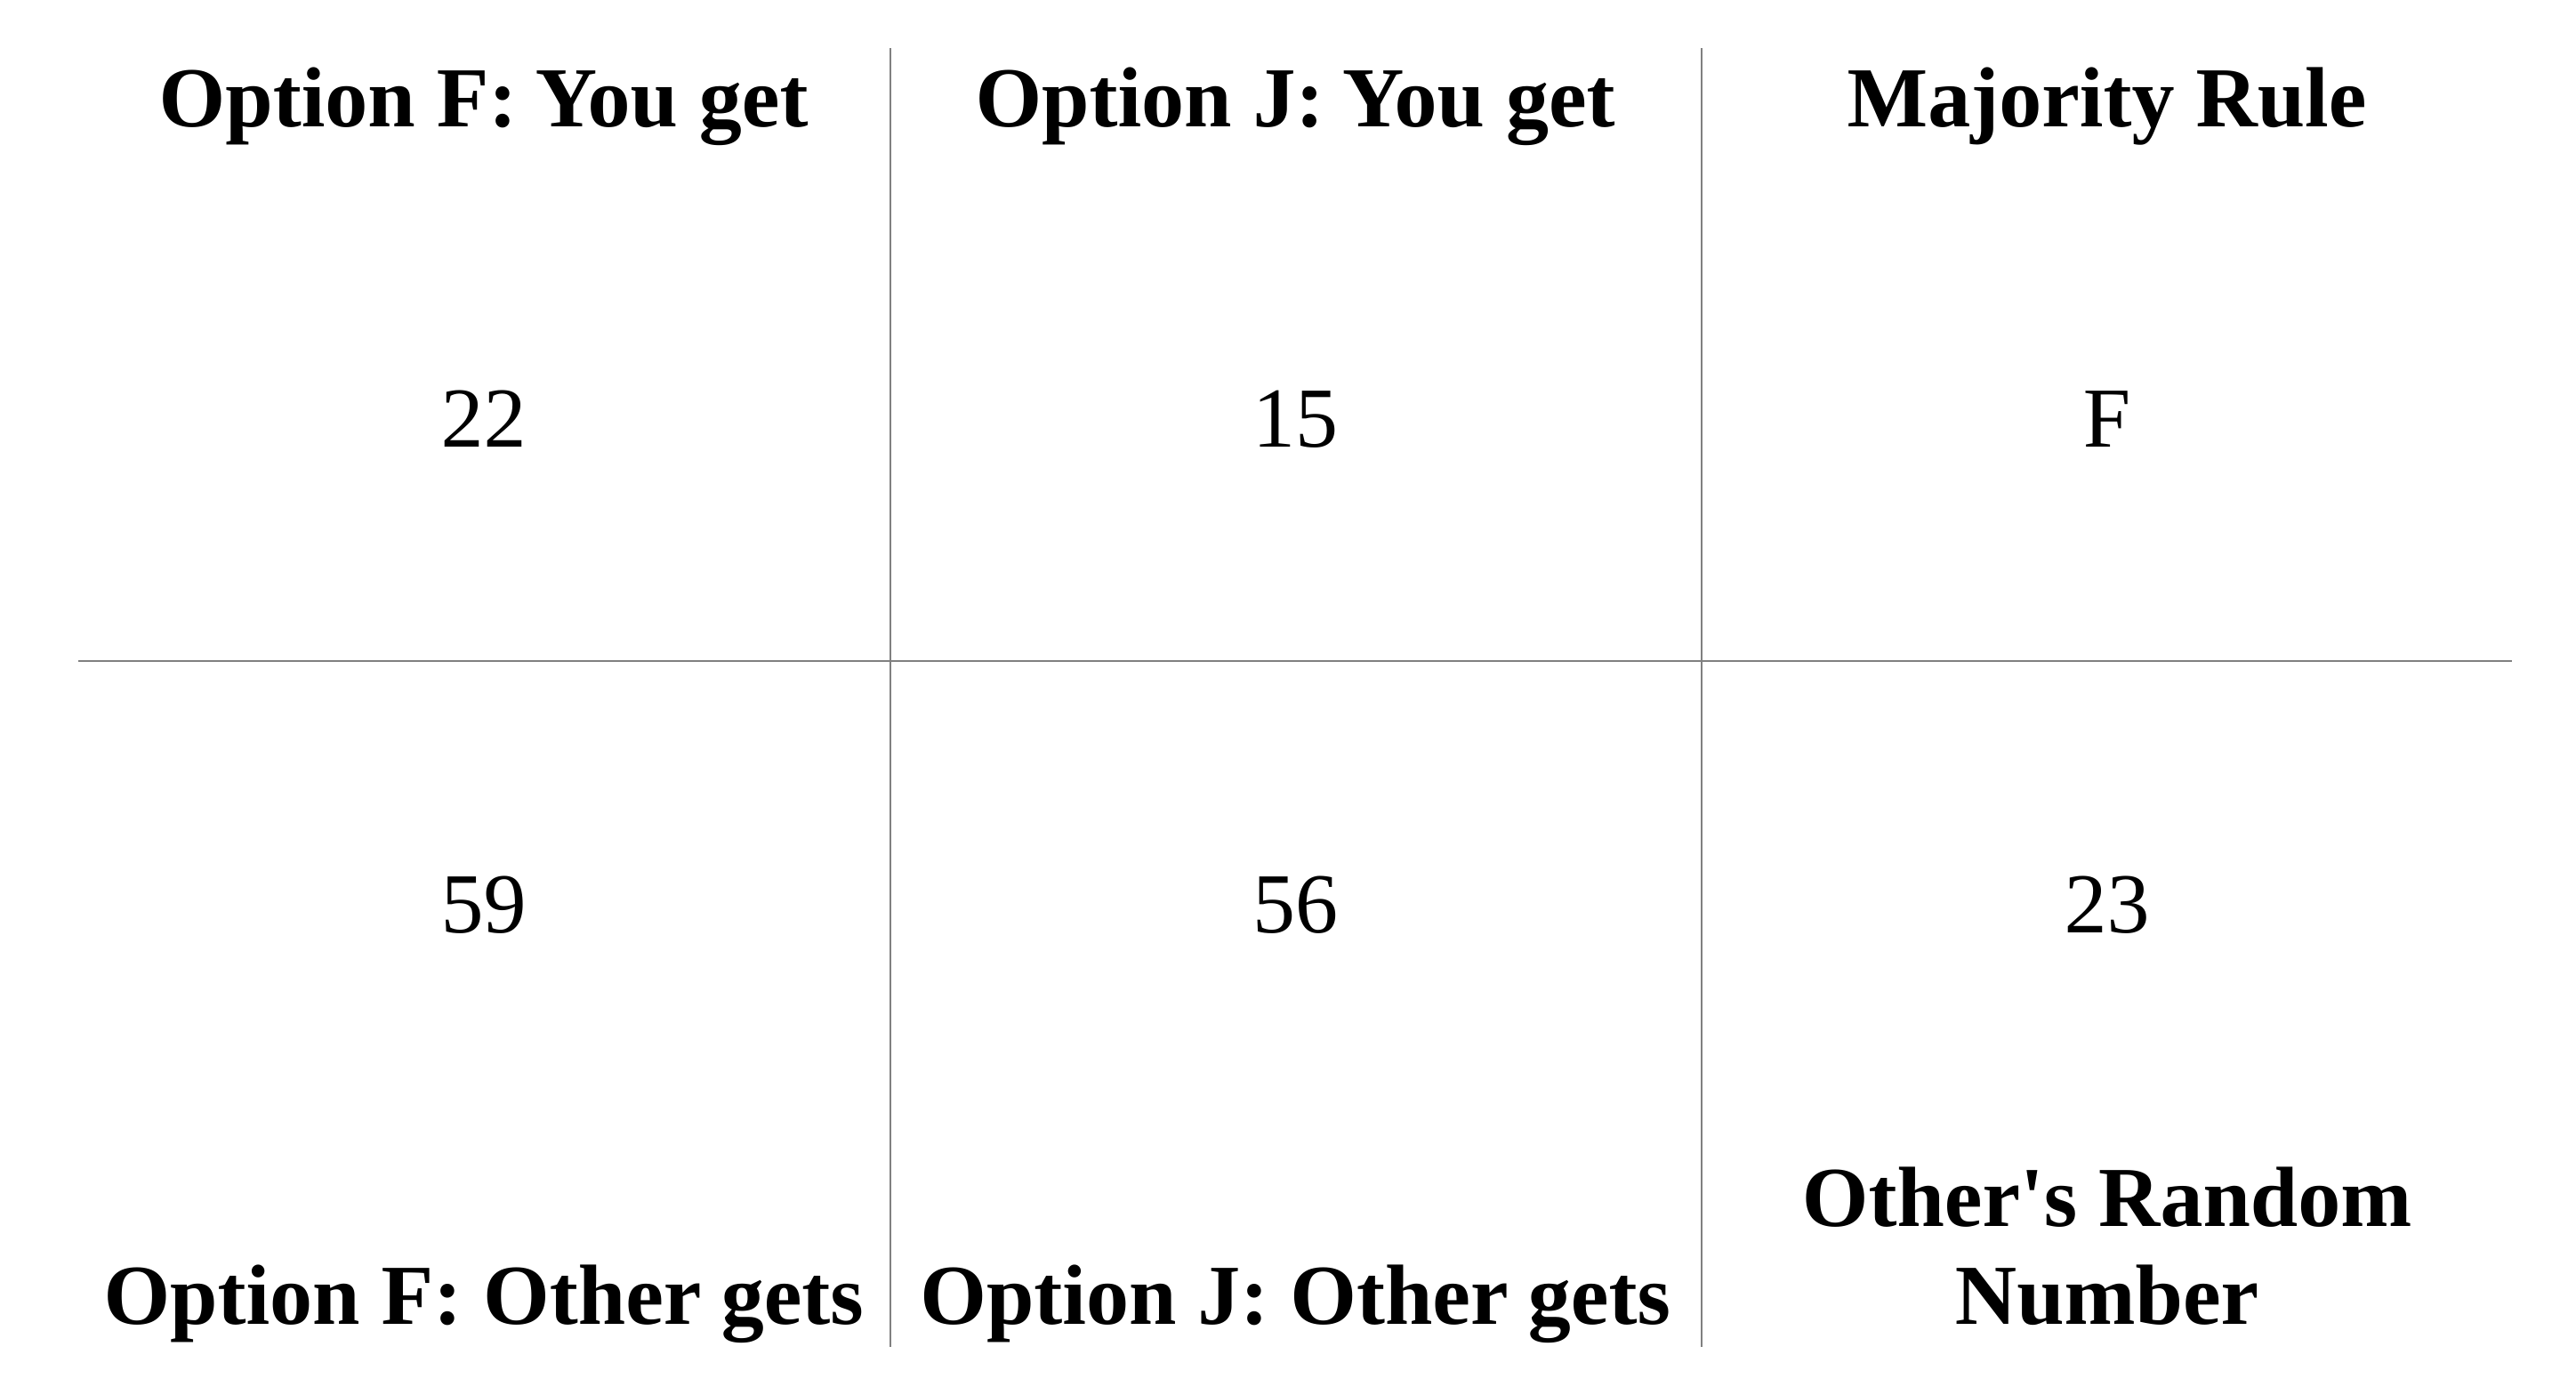 Option F: You get
Option J: You get
Majority Rule
22
15
F
59
56
23
Option F: Other gets
Option J: Other gets
Other's Random
Number